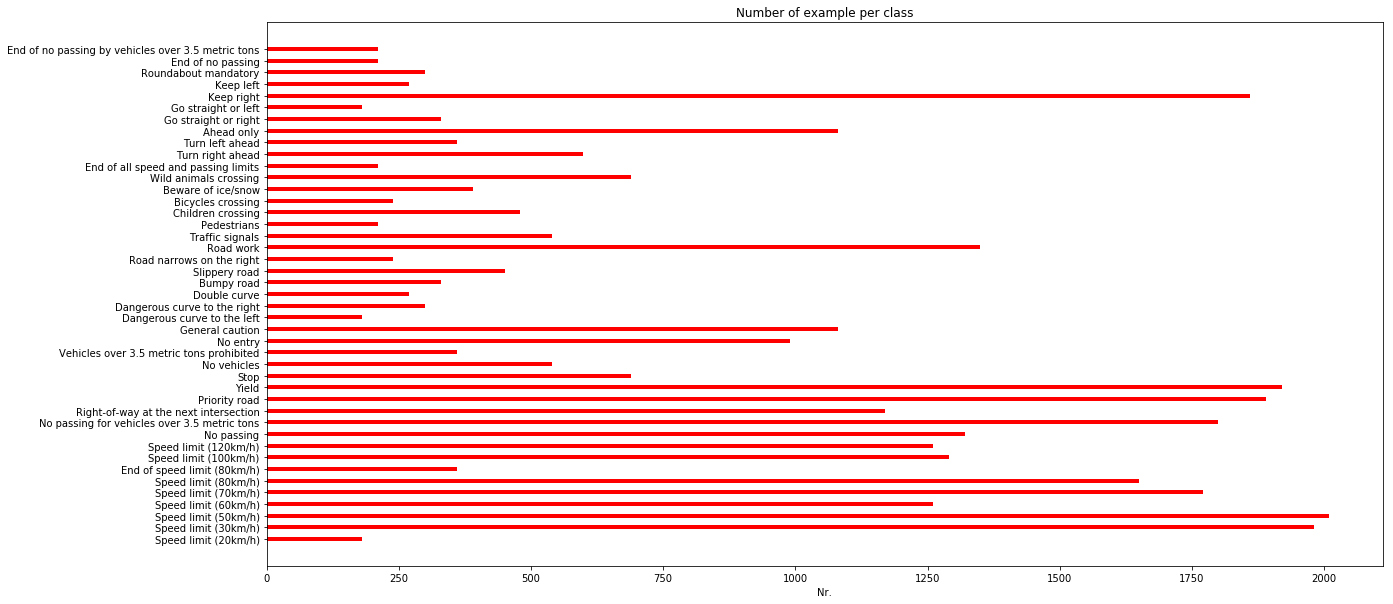 Number of example per class
End of no passing by vehicles over 3.5 metric tons
End of no passing
Roundabout mandatory
Keep left
Keep right
Go straight or left
Go straight or right
Ahead only
Turn left ahead
Turn right ahead
End of all speed and passing limits
Wild animals crossing
Beware of ice/snow
Bicycles crossing
Children crossing
Pedestrians
Traffic signals
Road work
Road narrows on the right
Slippery road
Bumpy road
Double curve
Dangerous curve to the right
Dangerous curve to the left
General caution
No entry
Vehicles over 3.5 metric tons prohibited
No vehicles
Stop
Yield
Priority road
Right-of-way at the next intersection
No passing for vehicles over 3.5 metric tons
No passing
Speed limit (120km/h)
Speed limit (100km/h)
End of speed limit (80km/h)
Speed limit (80km/h)
Speed limit (70km/h)
Speed limit (60km/h)
Speed limit (50km/h)
Speed limit (30km/h)
Speed limit (20km/h)
0 250 500 750 1000 1250 1500 1750 2000
Nr.